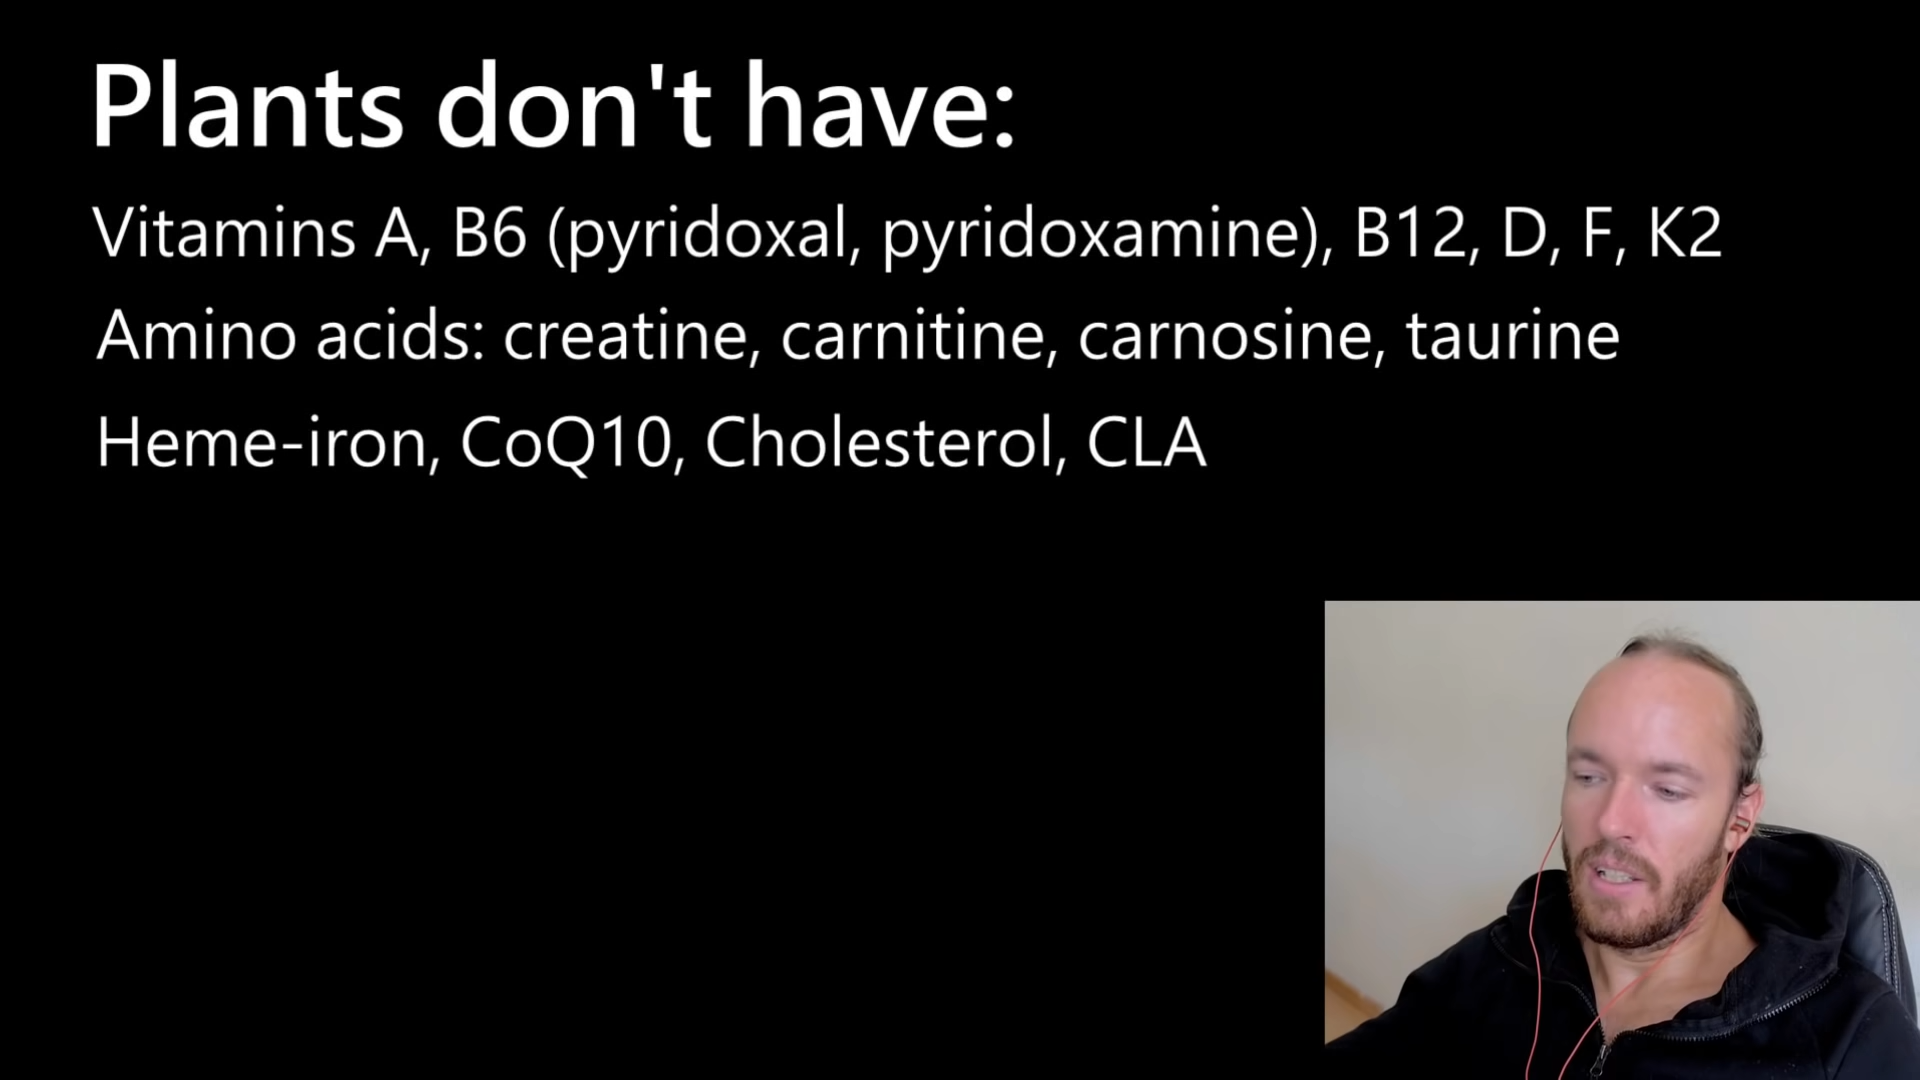 Plants don't have:
Vitamins A, B6 (pyridoxal, pyridoxamine), B12, D, F, K2
Amino acids: creatine, carnitine, carnosine, taurine
Heme-iron, CoQ10, Cholesterol, CLA